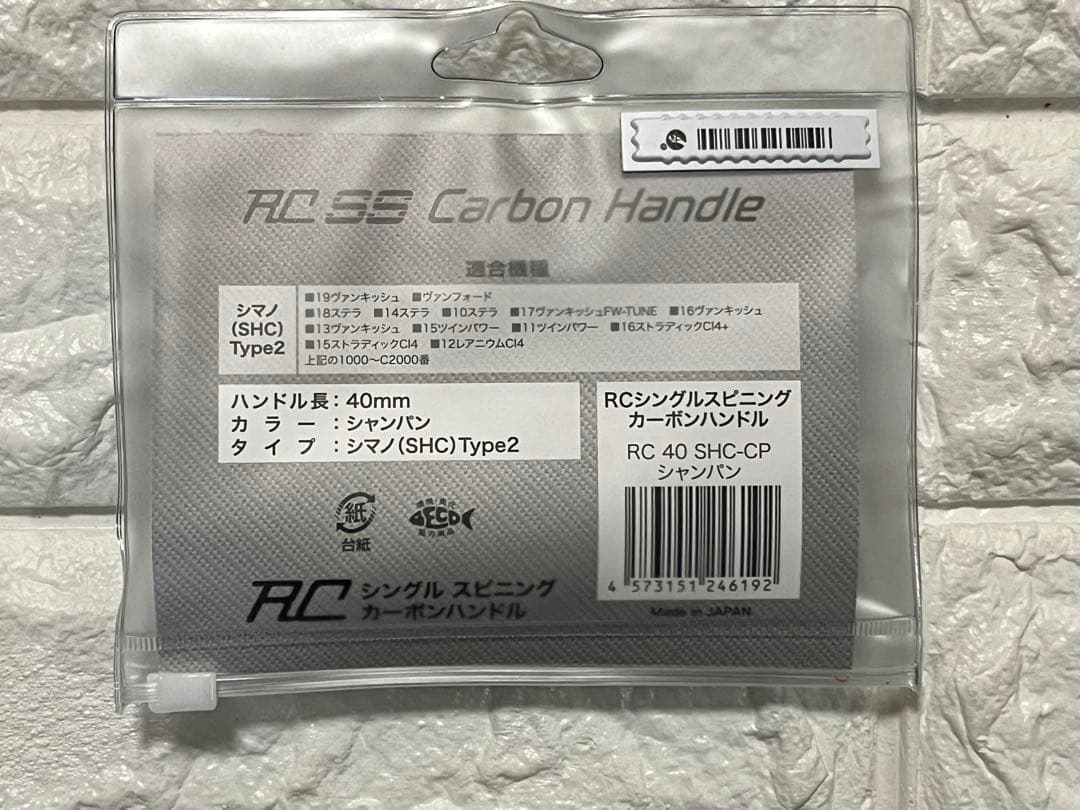 RC SS Carbon Handle
適合機種
シマノ
(SHC)
Type2
■19ヴァンキッシュ ■ヴァンフォード
■18ステラ ■14ステラ ■10ステラ ■17ヴァンキッシュFW-TUNE ■16ヴァンキッシュ
■13ヴァンキッシュ ■15ツインパワー ■11ツインパワー ■16ストラディックCI4+
■15ストラディックCI4 ■12レアニウムCI4
上記の1000〜C2000番
ハンドル長：40mm
カラー：シャンパン
タイプ：シマノ(SHC)Type2
RCシングルスピニング
カーボンハンドル
RC 40 SHC-CP
シャンパン
4 573151 246192
Made in JAPAN
紙
台紙
DECO
RC シングル スピニング
カーボンハンドル